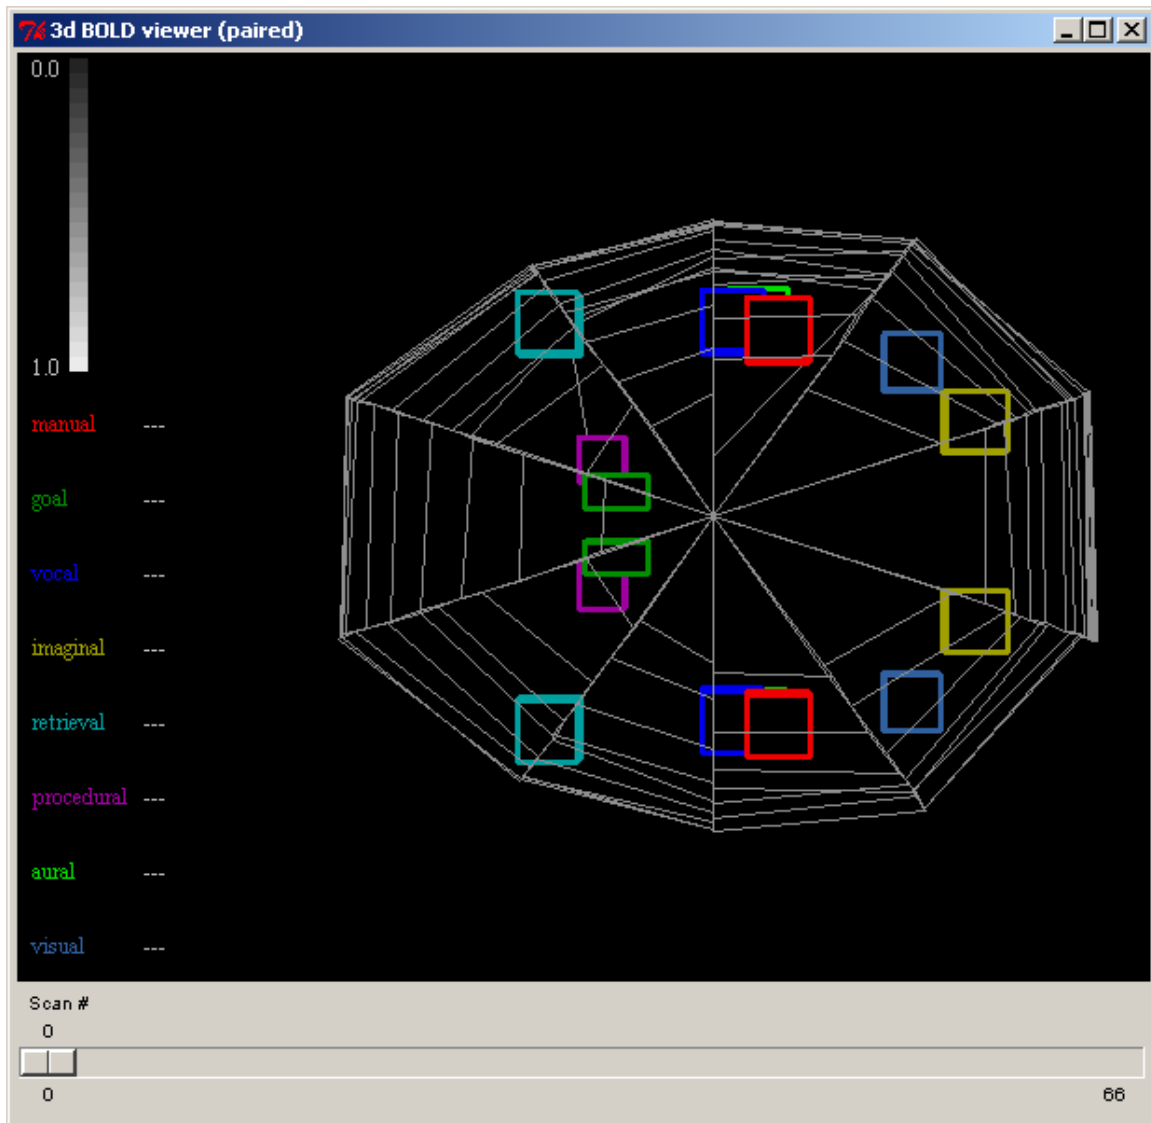 3d BOLD viewer (paired)
0.0
1.0
manual ---
goal ---
vocal ---
imaginal ---
retrieval ---
procedural ---
aural ---
visual ---
Scan #
0
0 66